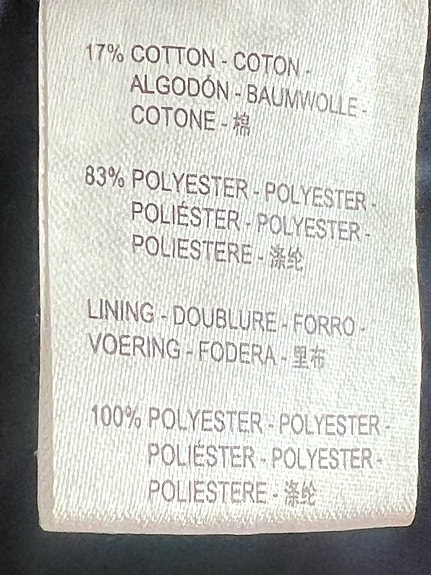 17% COTTON - COTON -
ALGODÓN - BAUMWOLLE -
COTONE - 棉
83% POLYESTER - POLYESTER -
POLIÉSTER - POLYESTER -
POLIESTERE - 涤纶
LINING - DOUBLURE - FORRO -
VOERING - FODERA - 里布
100% POLYESTER - POLYESTER -
POLIÉSTER - POLYESTER -
POLIESTERE - 涤纶